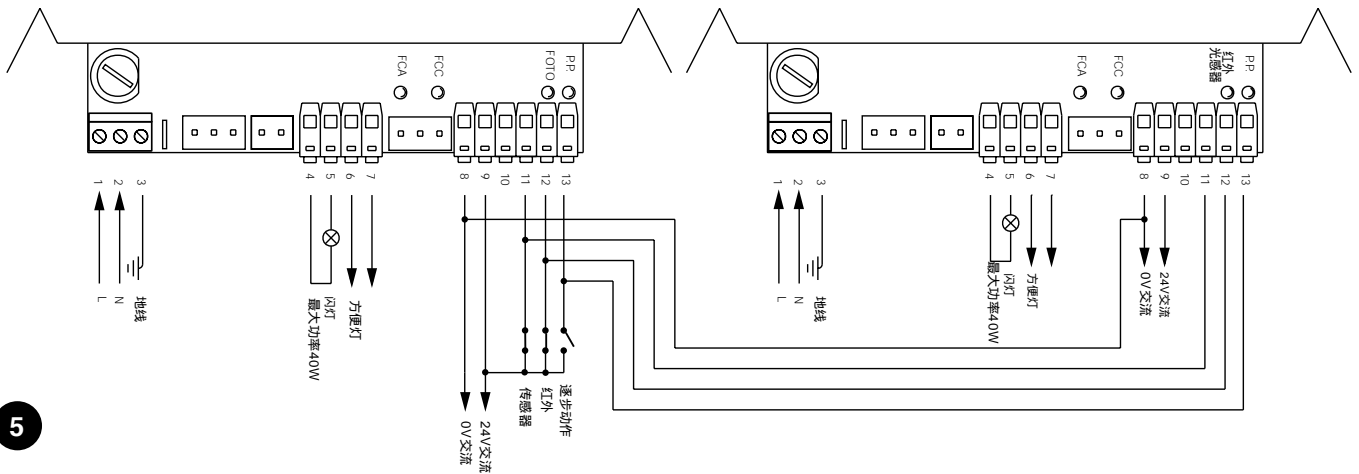 FCA
FCC
FOTO
P.P.
1
2
3
4
5
6
7
8
9
10
11
12
13
L
N
地线
闪灯
最大功率40W
方便灯
0V交流
24V交流
传感器
红外
逐步动作
FCA
FCC
红外
光感器
P.P.
1
2
3
4
5
6
7
8
9
10
11
12
13
L
N
地线
闪灯
最大功率40W
方便灯
0V交流
24V交流
5